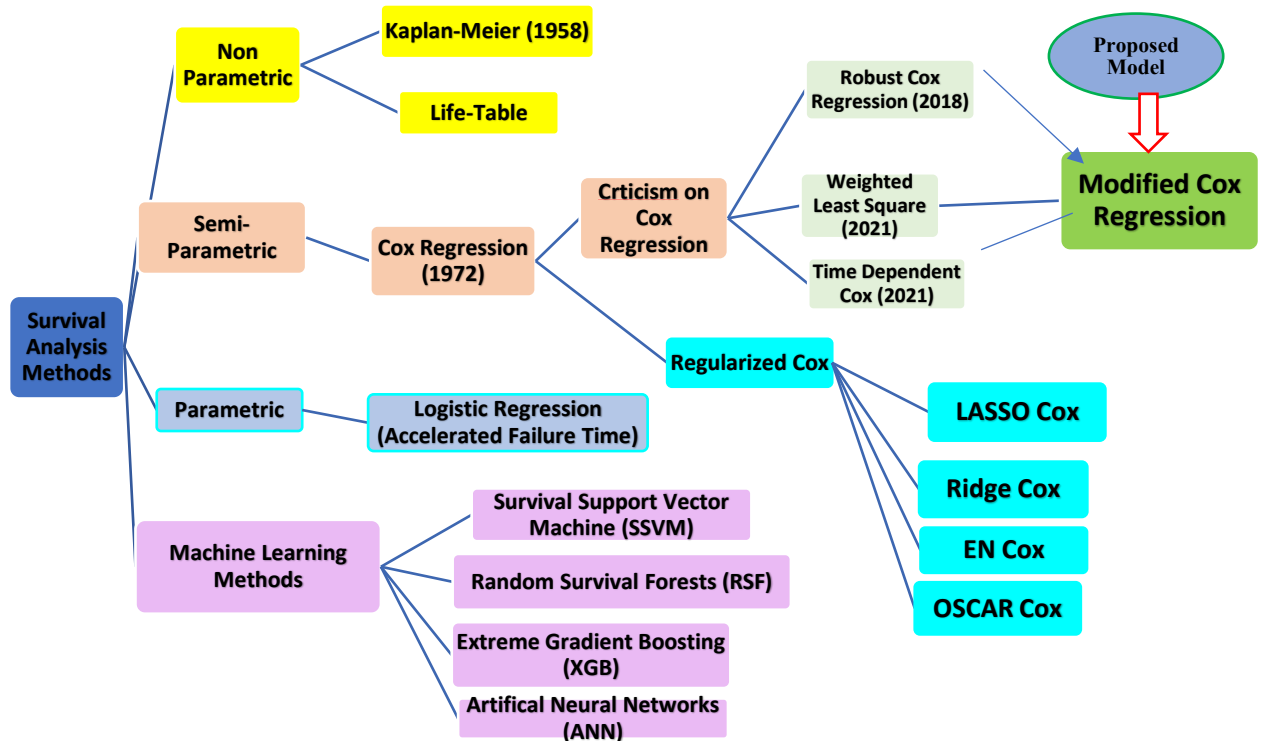 Survival
Analysis
Methods
Non
Parametric
Kaplan-Meier (1958)
Life-Table
Semi-
Parametric
Cox Regression
(1972)
Crticism on
Cox
Regression
Robust Cox
Regression (2018)
Weighted
Least Square
(2021)
Time Dependent
Cox (2021)
Proposed
Model
Modified Cox
Regression
Regularized Cox
LASSO Cox
Ridge Cox
EN Cox
OSCAR Cox
Parametric
Logistic Regression
(Accelerated Failure Time)
Machine Learning
Methods
Survival Support Vector
Machine (SSVM)
Random Survival Forests (RSF)
Extreme Gradient Boosting
(XGB)
Artifical Neural Networks
(ANN)